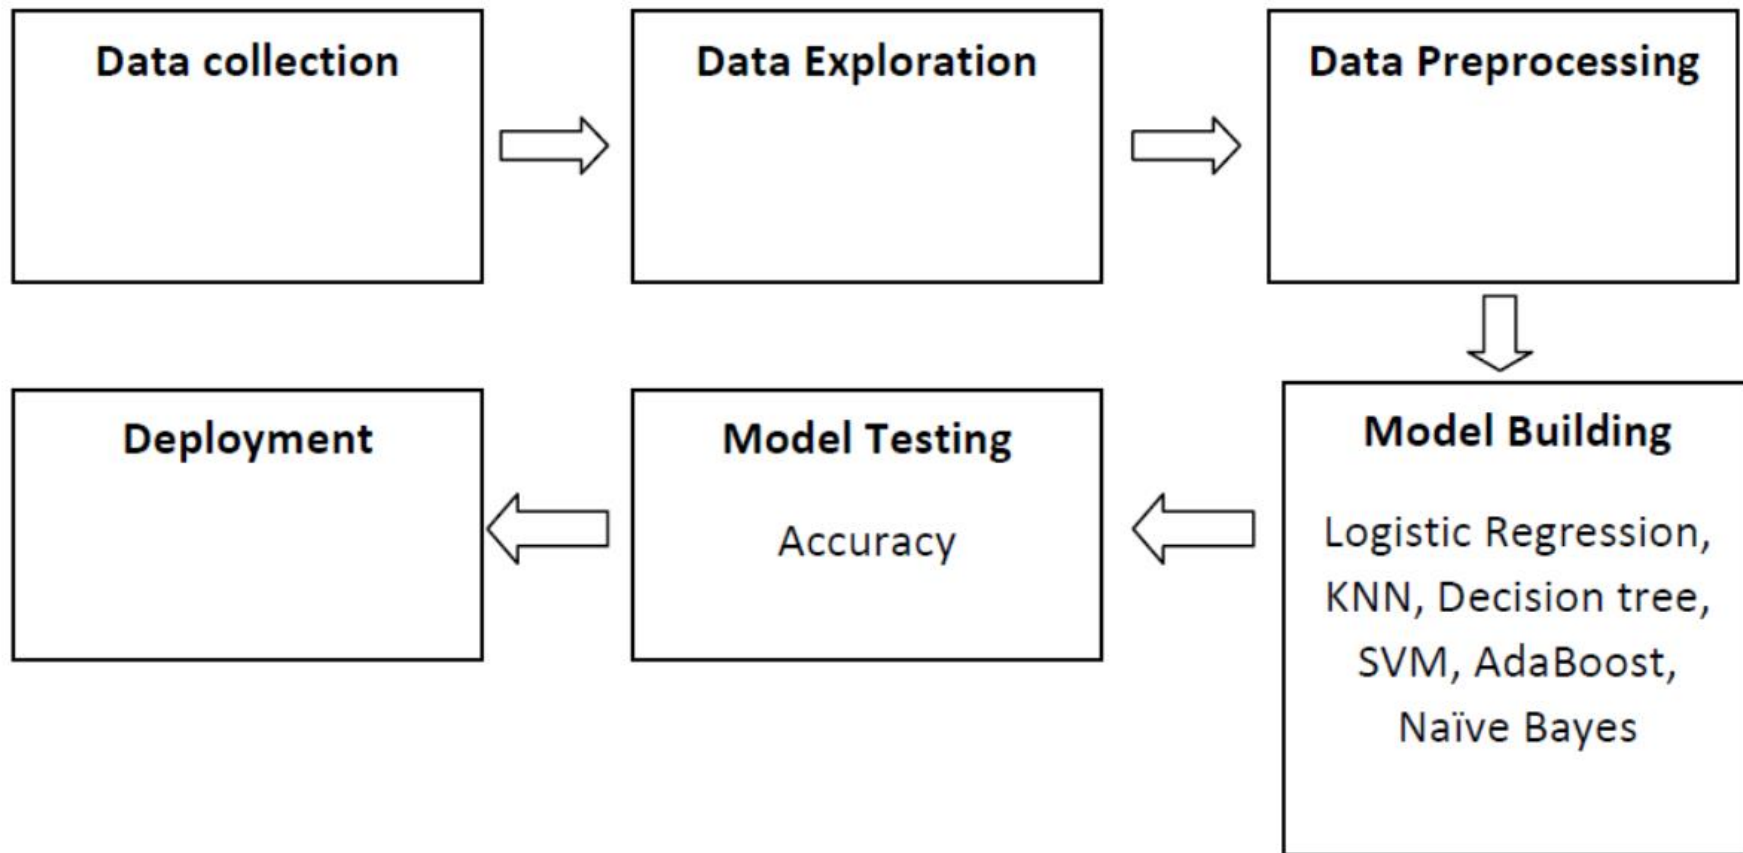 Data collection
Data Exploration
Data Preprocessing
Model Building
Logistic Regression,
KNN, Decision tree,
SVM, AdaBoost,
Naïve Bayes
Model Testing
Accuracy
Deployment